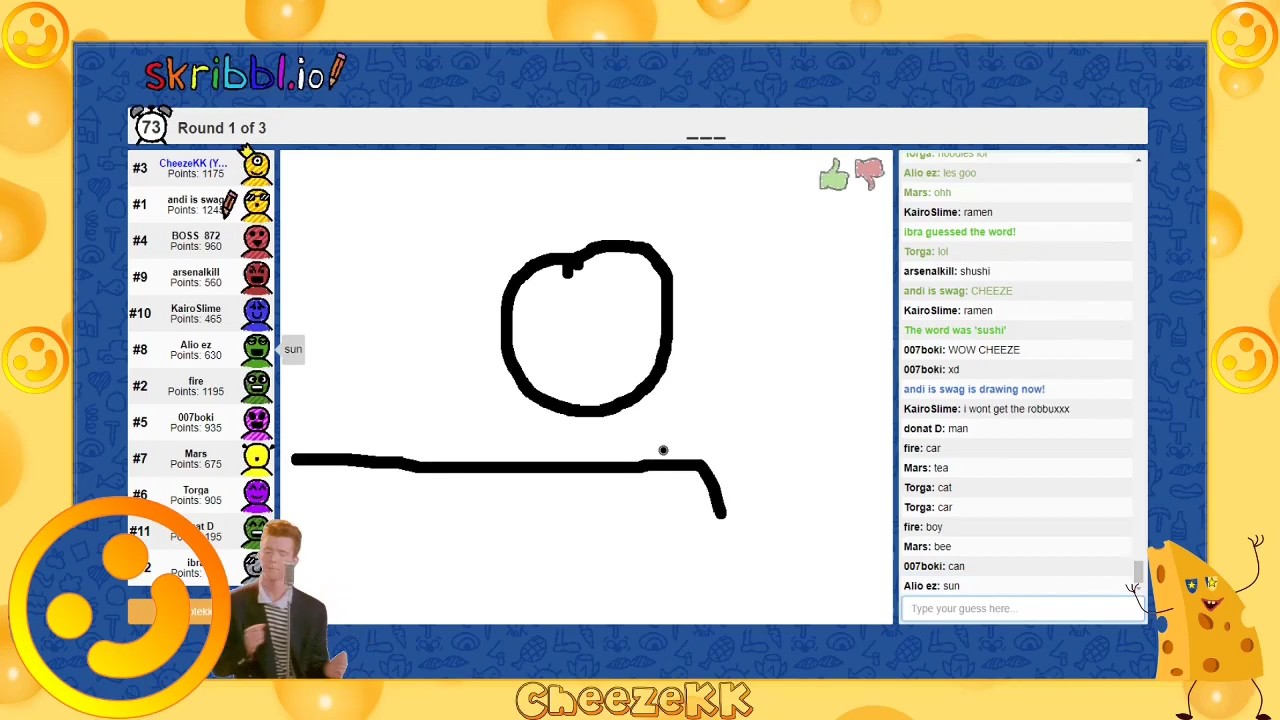 skribbl.io
73
Round 1 of 3
___
#3 CheezeKK (Y...
Points: 1175
#1 andi is swag
Points: 1245
#4 BOSS 872
Points: 960
#9 arsenalkill
Points: 560
#10 KairoSlime
Points: 465
#8 Alio ez
Points: 630
sun
#2 fire
Points: 1195
#5 007boki
Points: 935
#7 Mars
Points: 675
#6 Torga
Points: 905
#11
Points:
Torga: noodles lol
Alio ez: les goo
Mars: ohh
KairoSlime: ramen
ibra guessed the word!
Torga: lol
arsenalkill: shushi
andi is swag: CHEEZE
KairoSlime: ramen
The word was 'sushi'
007boki: WOW CHEEZE
007boki: xd
andi is swag is drawing now!
KairoSlime: i wont get the robbuxxx
donat D: man
fire: car
Mars: tea
Torga: cat
Torga: car
fire: boy
Mars: bee
007boki: can
Alio ez: sun
Type your guess here...
CheezeKK